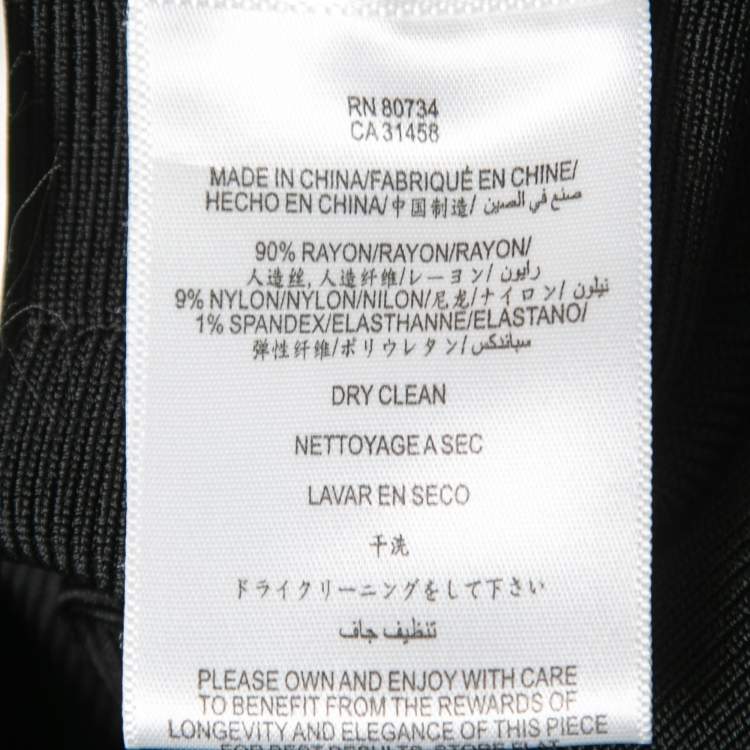 RN 80734
CA 31458
MADE IN CHINA/FABRIQUÉ EN CHINE/
HECHO EN CHINA/中国制造/صنع في الصين/
90% RAYON/RAYON/RAYON/
人造丝, 人造纤维/レーヨン/رايون/
9% NYLON/NYLON/NILON/尼龙/ナイロン/نيلون/
1% SPANDEX/ELASTHANNE/ELASTANO/
弹性纤维/ポリウレタン/سباندكس/
DRY CLEAN
NETTOYAGE A SEC
LAVAR EN SECO
干洗
ドライクリーニングをして下さい
تنظيف جاف
PLEASE OWN AND ENJOY WITH CARE
TO BENEFIT FROM THE REWARDS OF
LONGEVITY AND ELEGANCE OF THIS PIECE
FOR BEST RESULTS, STORE FLAT